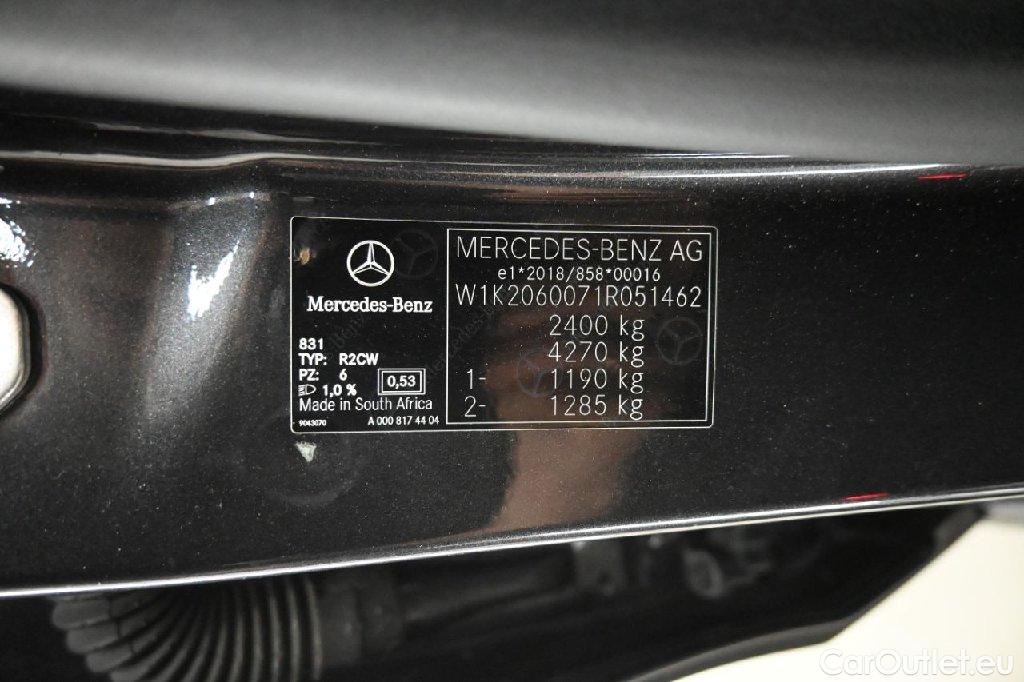 Mercedes-Benz
831
TYP: R2CW
PZ: 6
1,0 % 0,53
Made in South Africa
9043070 A 000 817 44 04
MERCEDES-BENZ AG
e1*2018/858*00016
W1K2060071R051462
2400 kg
4270 kg
1- 1190 kg
2- 1285 kg
CarOutlet.eu